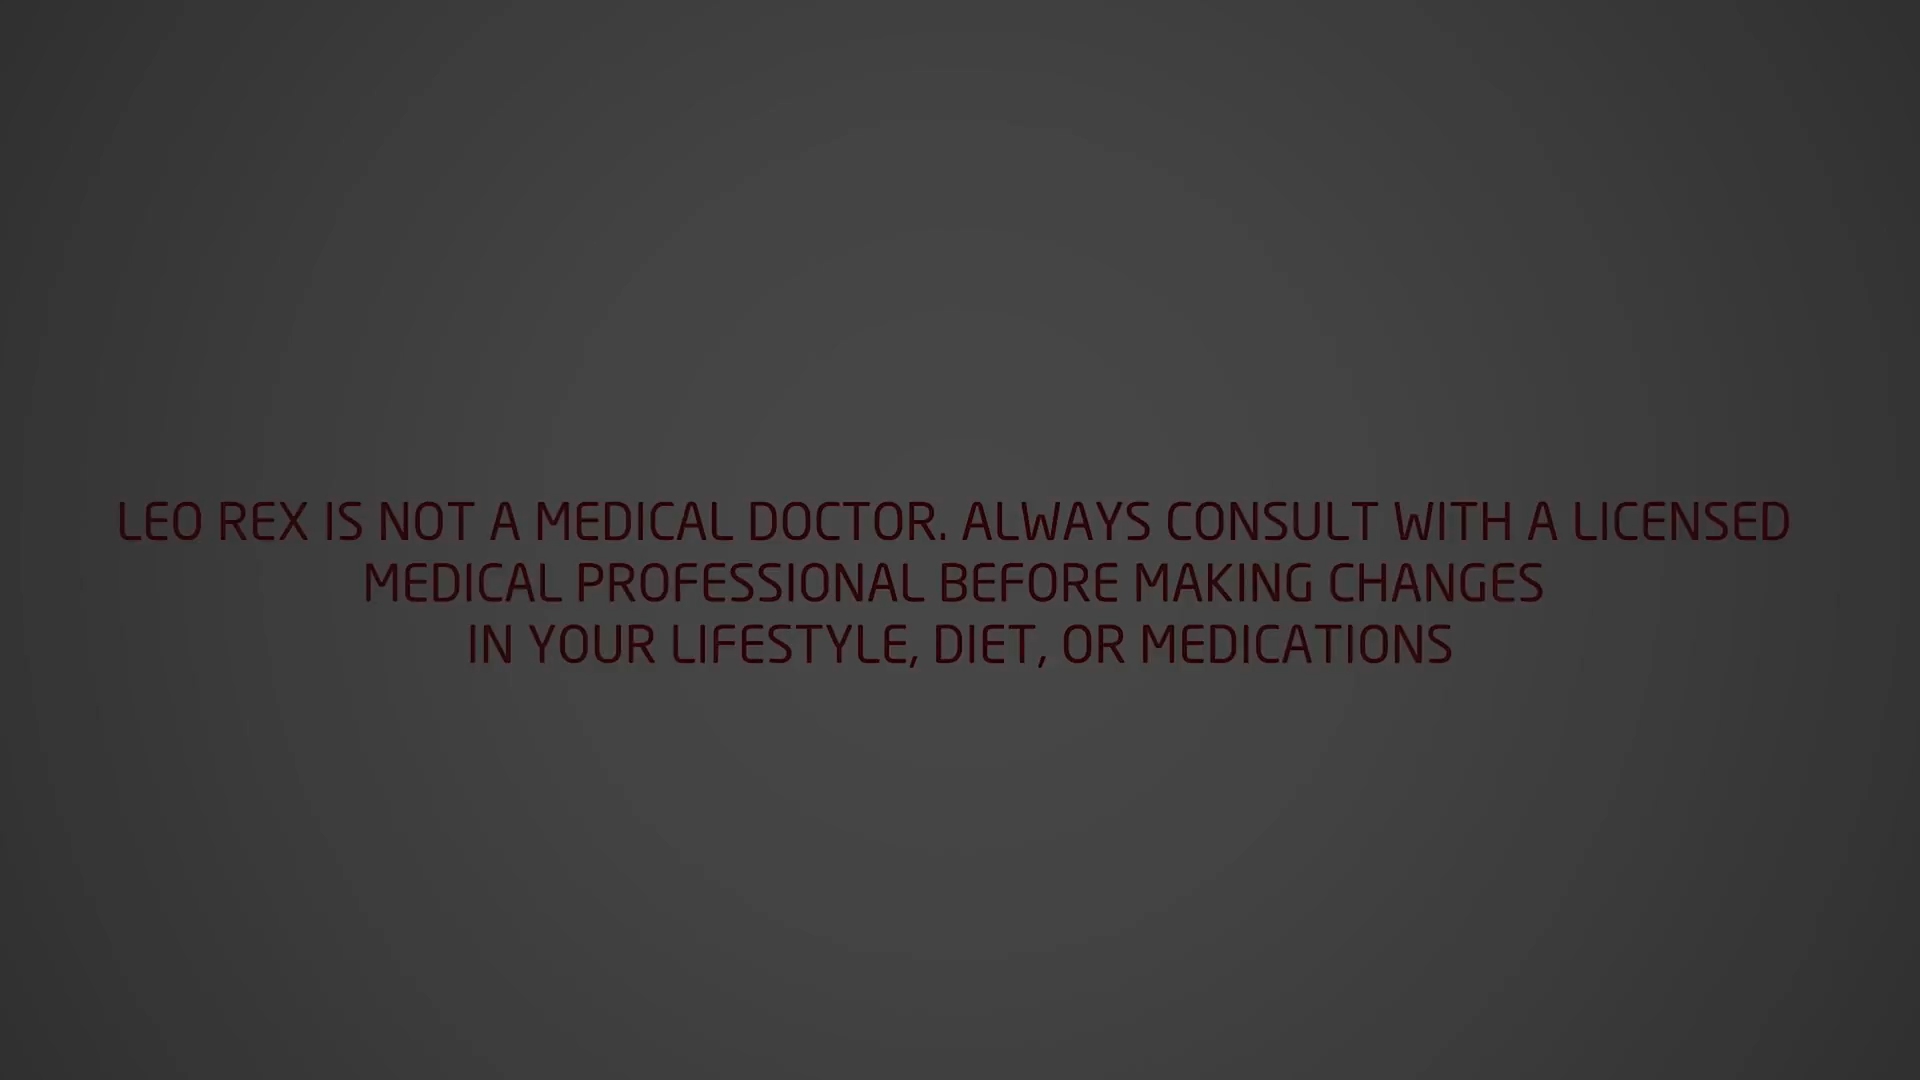 LEO REX IS NOT A MEDICAL DOCTOR. ALWAYS CONSULT WITH A LICENSED
MEDICAL PROFESSIONAL BEFORE MAKING CHANGES
IN YOUR LIFESTYLE, DIET, OR MEDICATIONS